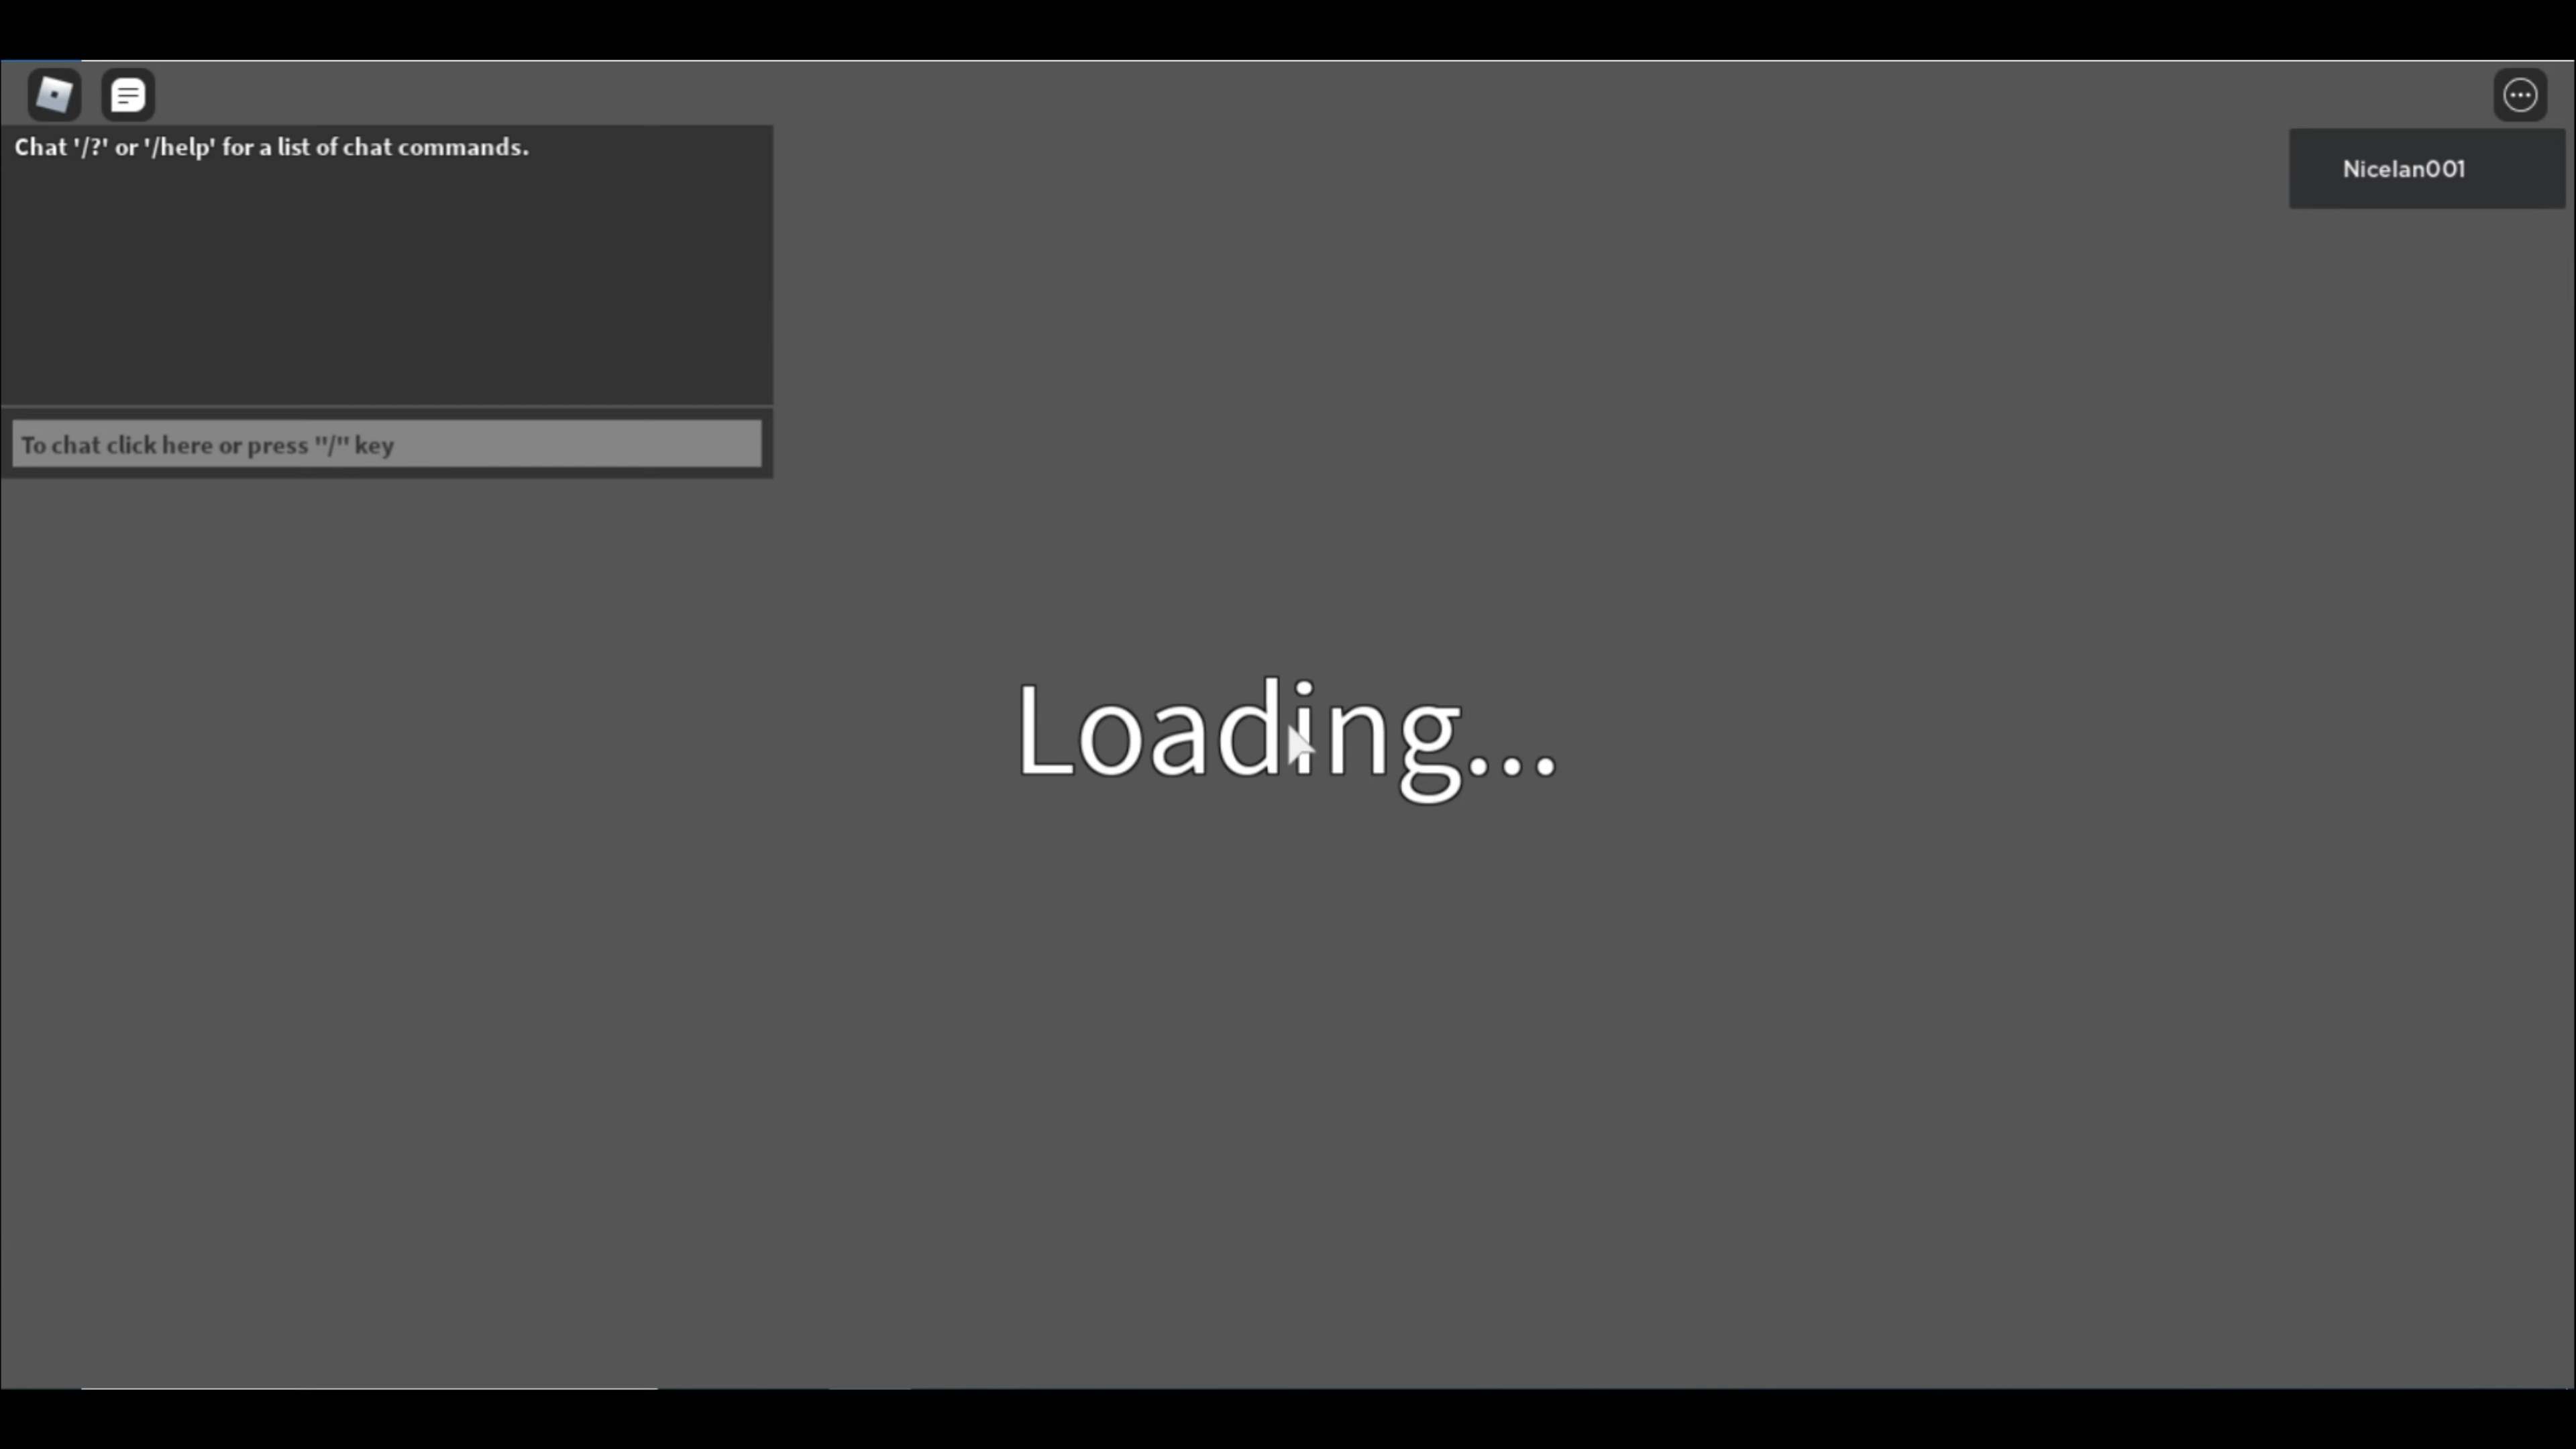 Chat '/?' or '/help' for a list of chat commands.
Nicelan001
To chat click here or press "/" key
Loading...